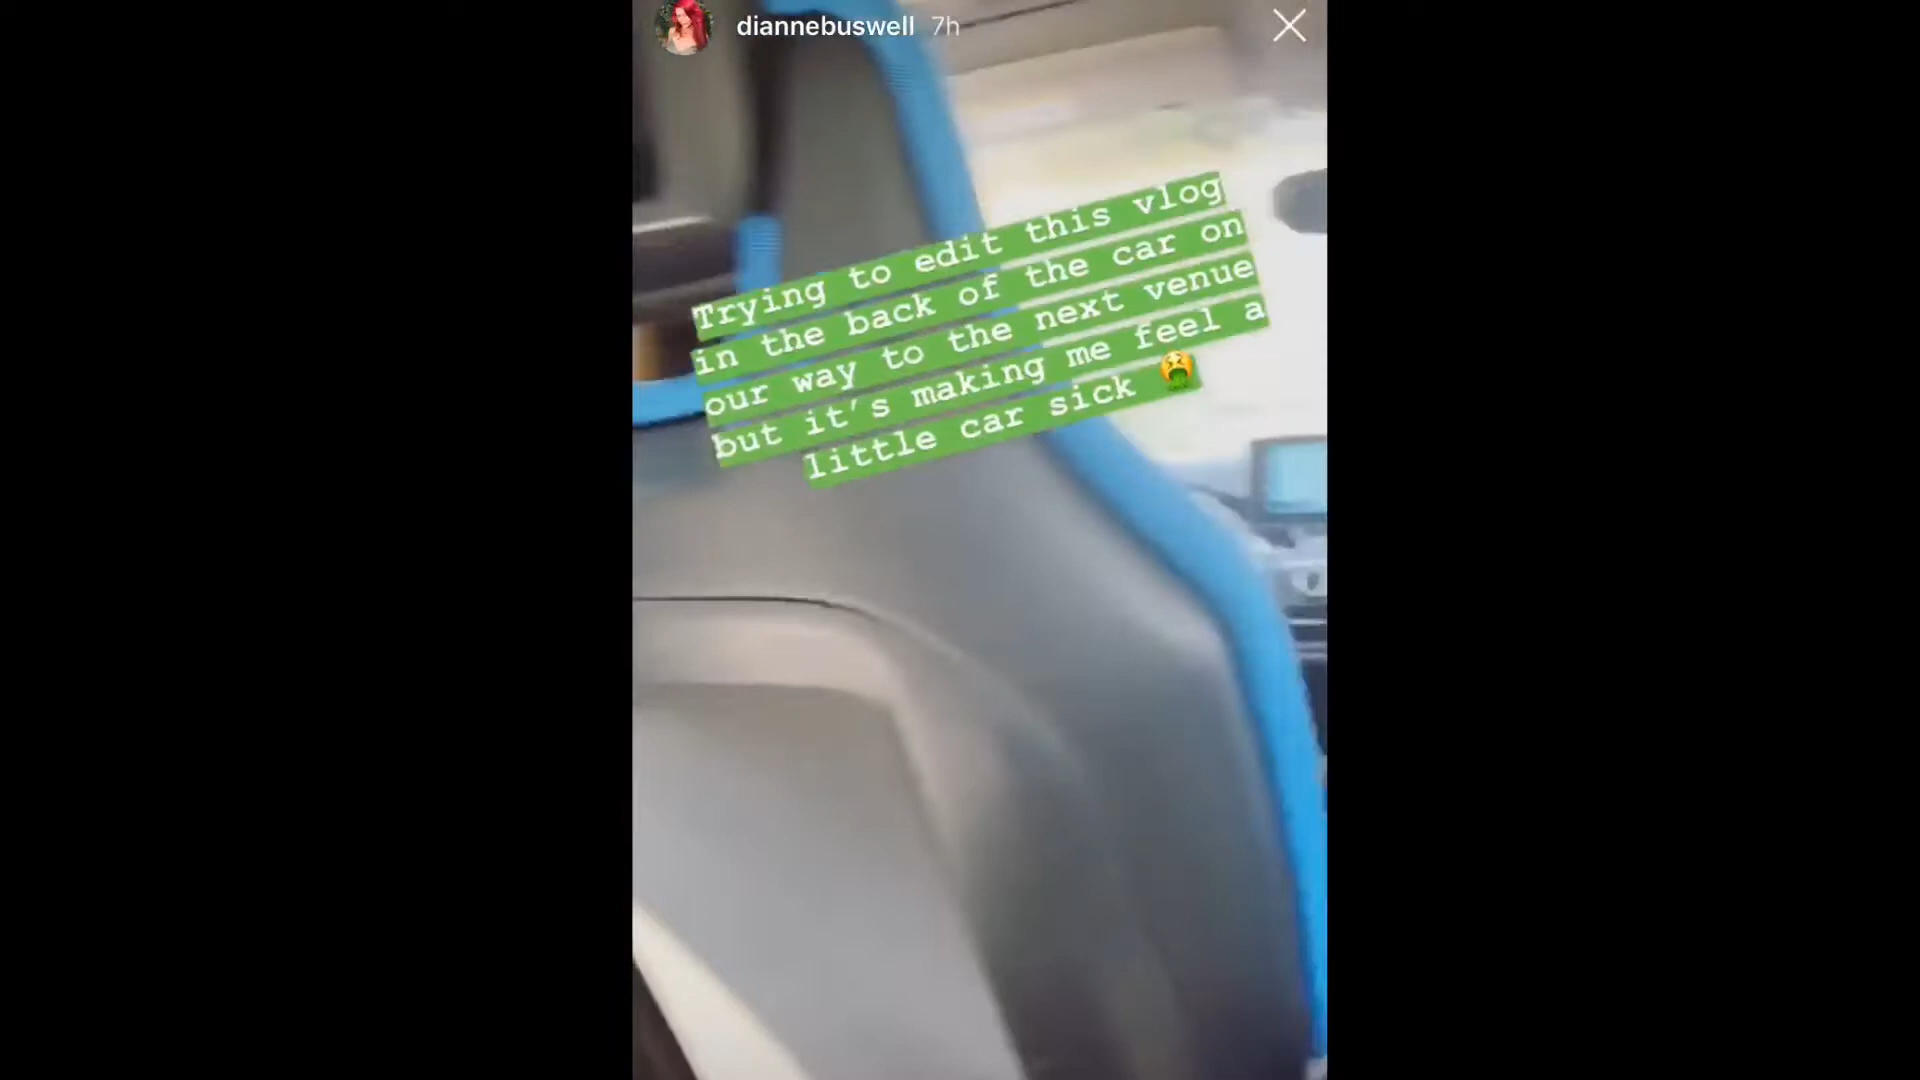 diannebuswell 7h
Trying to edit this vlog
in the back of the car on
our way to the next venue
but it's making me feel a
little car sick 🤮